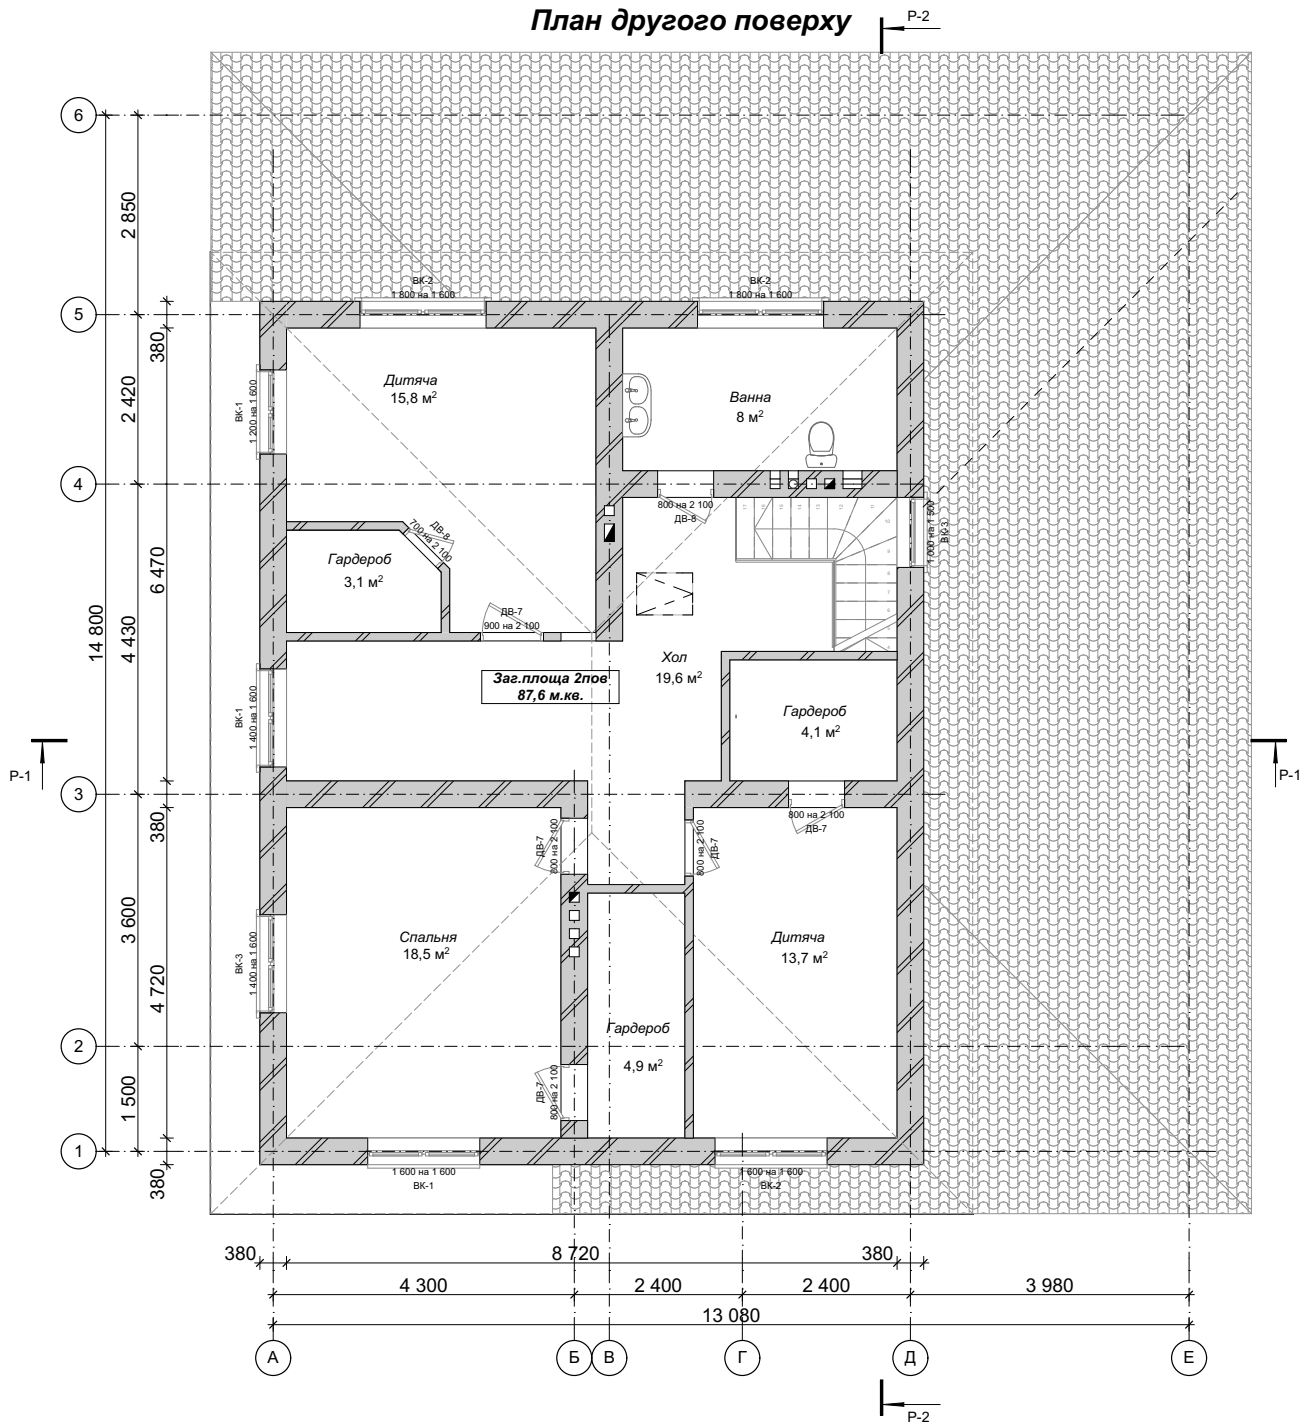 План другого поверху
Р-2
6
2 850
ВК-2
1 800 на 1 600
ВК-2
1 800 на 1 600
5
380
2 420
ВК-1
1 200 на 1 600
Дитяча
15,8 м²
Ванна
8 м²
4
800 на 2 100
ДВ-8
1 000 на 1 500
ВК-3
ДВ-8
700 на 2 100
Гардероб
3,1 м²
6 470
14 800
4 430
ДВ-7
900 на 2 100
Хол
19,6 м²
Заг.площа 2пов
87,6 м.кв.
ВК-1
1 400 на 1 600
Гардероб
4,1 м²
Р-1
Р-1
3
380
800 на 2 100
ДВ-7
ДВ-7
800 на 2 100
800 на 2 100
ДВ-7
3 600
Спальня
18,5 м²
Дитяча
13,7 м²
ВК-3
1 400 на 1 600
4 720
Гардероб
4,9 м²
2
ДВ-7
800 на 2 100
1 500
1
380
1 600 на 1 600
ВК-1
1 600 на 1 600
ВК-2
380
8 720
380
4 300
2 400
2 400
3 980
13 080
А
Б
В
Г
Д
Е
Р-2